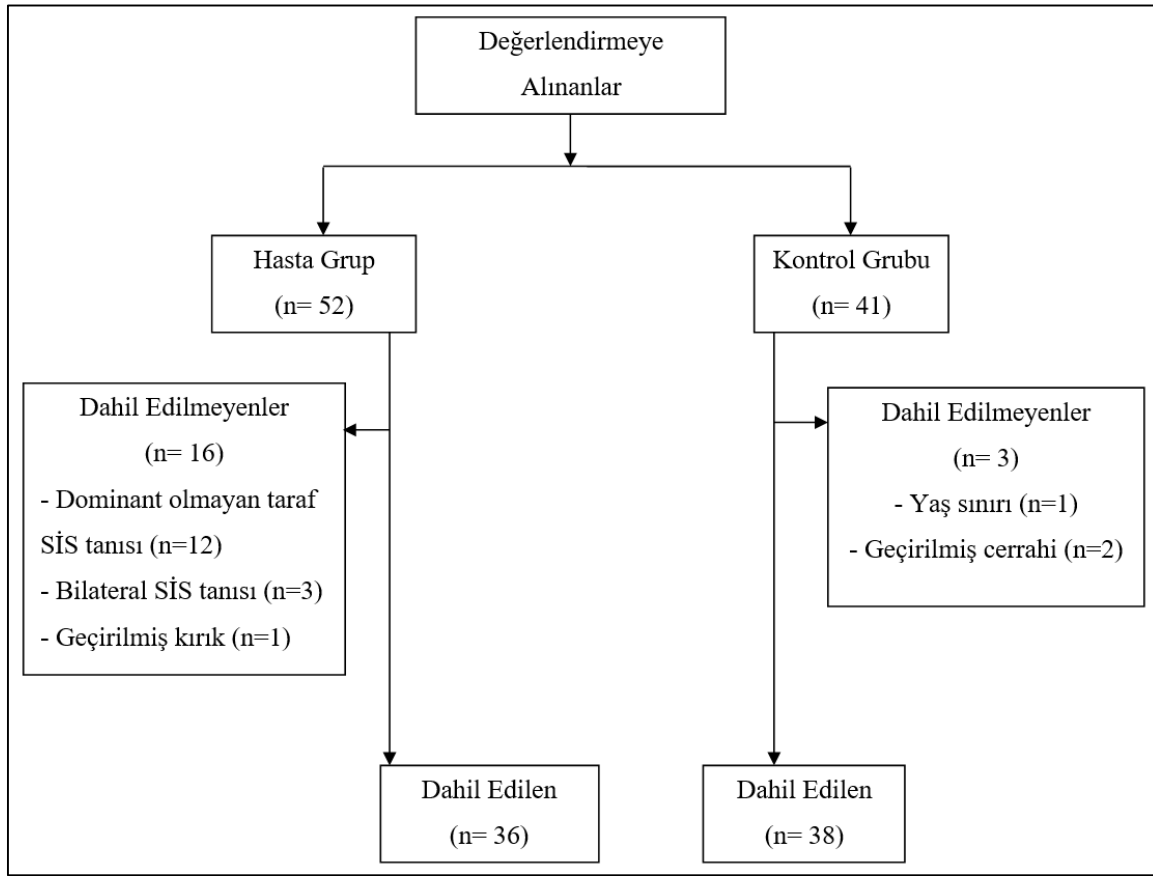 Değerlendirmeye
Alınanlar
Hasta Grup
(n= 52)
Kontrol Grubu
(n= 41)
Dahil Edilmeyenler
(n= 16)
- Dominant olmayan taraf
SİS tanısı (n=12)
- Bilateral SİS tanısı (n=3)
- Geçirilmiş kırık (n=1)
Dahil Edilmeyenler
(n= 3)
- Yaş sınırı (n=1)
- Geçirilmiş cerrahi (n=2)
Dahil Edilen
(n= 36)
Dahil Edilen
(n= 38)